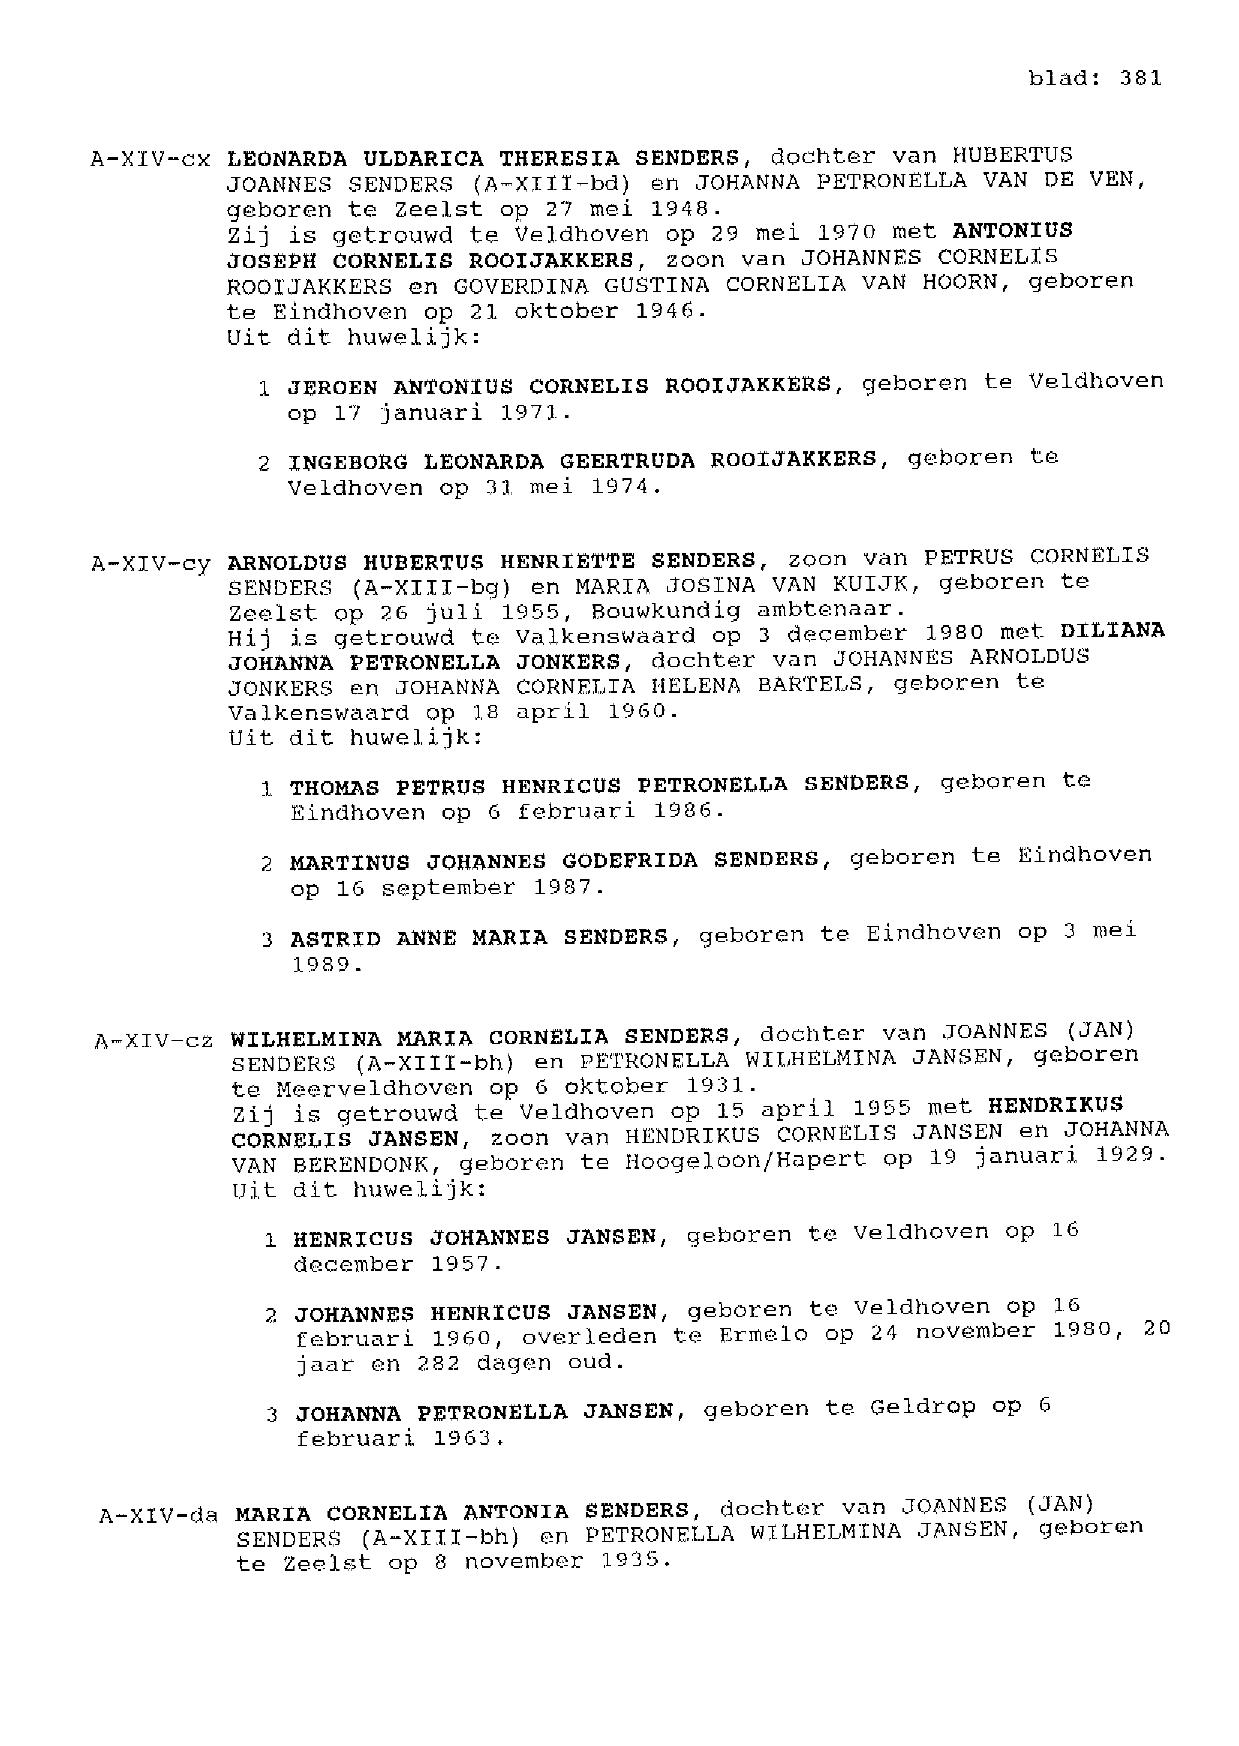 blad: 381
A-XIV-cx LEONARDA ULDARICA THERESIA SENDERS, dochter van HUBERTUS
JOANNES SENDERS (A-XIII-bd) en JOHANNA PETRONELLA VAN DE VEN,
geboren te Zeelst op 27 mei 1948.
Zij is getrouwd te Veldhoven op 29 mei 1970 met ANTONIUS
JOSEPH CORNELIS ROOIJAKKERS, zoon van JOHANNES CORNELIS
ROOIJAKKERS en GOVERDINA GUSTINA CORNELIA VAN HOORN, geboren
te Eindhoven op 21 oktober 1946.
Uit dit huwelijk:
1 JEROEN ANTONIUS CORNELIS ROOIJAKKERS, geboren te Veldhoven
op 17 januari 1971.
2 INGEBORG LEONARDA GEERTRUDA ROOIJAKKERS, geboren te
Veldhoven op 31 mei 1974.
A-XIV-cy ARNOLDUS HUBERTUS HENRIETTE SENDERS, zoon van PETRUS CORNELIS
SENDERS (A-XIII-bg) en MARIA JOSINA VAN KUIJK, geboren te
Zeelst op 26 juli 1955, Bouwkundig ambtenaar.
Hij is getrouwd te Valkenswaard op 3 december 1980 met DILIANA
JOHANNA PETRONELLA JONKERS, dochter van JOHANNES ARNOLDUS
JONKERS en JOHANNA CORNELIA HELENA BARTELS, geboren te
Valkenswaard op 18 april 1960.
Uit dit huwelijk:
1 THOMAS PETRUS HENRICUS PETRONELLA SENDERS, geboren te
Eindhoven op 6 februari 1986.
2 MARTINUS JOHANNES GODEFRIDA SENDERS, geboren te Eindhoven
op 16 september 1987.
3 ASTRID ANNE MARIA SENDERS, geboren te Eindhoven op 3 mei
1989.
A-XIV-cz WILHELMINA MARIA CORNELIA SENDERS, dochter van JOANNES (JAN)
SENDERS (A-XIII-bh) en PETRONELLA WILHELMINA JANSEN, geboren
te Meerveldhoven op 6 oktober 1931.
Zij is getrouwd te Veldhoven op 15 april 1955 met HENDRIKUS
CORNELIS JANSEN, zoon van HENDRIKUS CORNELIS JANSEN en JOHANNA
VAN BERENDONK, geboren te Hoogeloon/Hapert op 19 januari 1929.
Uit dit huwelijk:
1 HENRICUS JOHANNES JANSEN, geboren te Veldhoven op 16
december 1957.
2 JOHANNES HENRICUS JANSEN, geboren te Veldhoven op 16
februari 1960, overleden te Ermelo op 24 november 1980, 20
jaar en 282 dagen oud.
3 JOHANNA PETRONELLA JANSEN, geboren te Geldrop op 6
februari 1963.
A-XIV-da MARIA CORNELIA ANTONIA SENDERS, dochter van JOANNES (JAN)
SENDERS (A-XIII-bh) en PETRONELLA WILHELMINA JANSEN, geboren
te Zeelst op 8 november 1935.